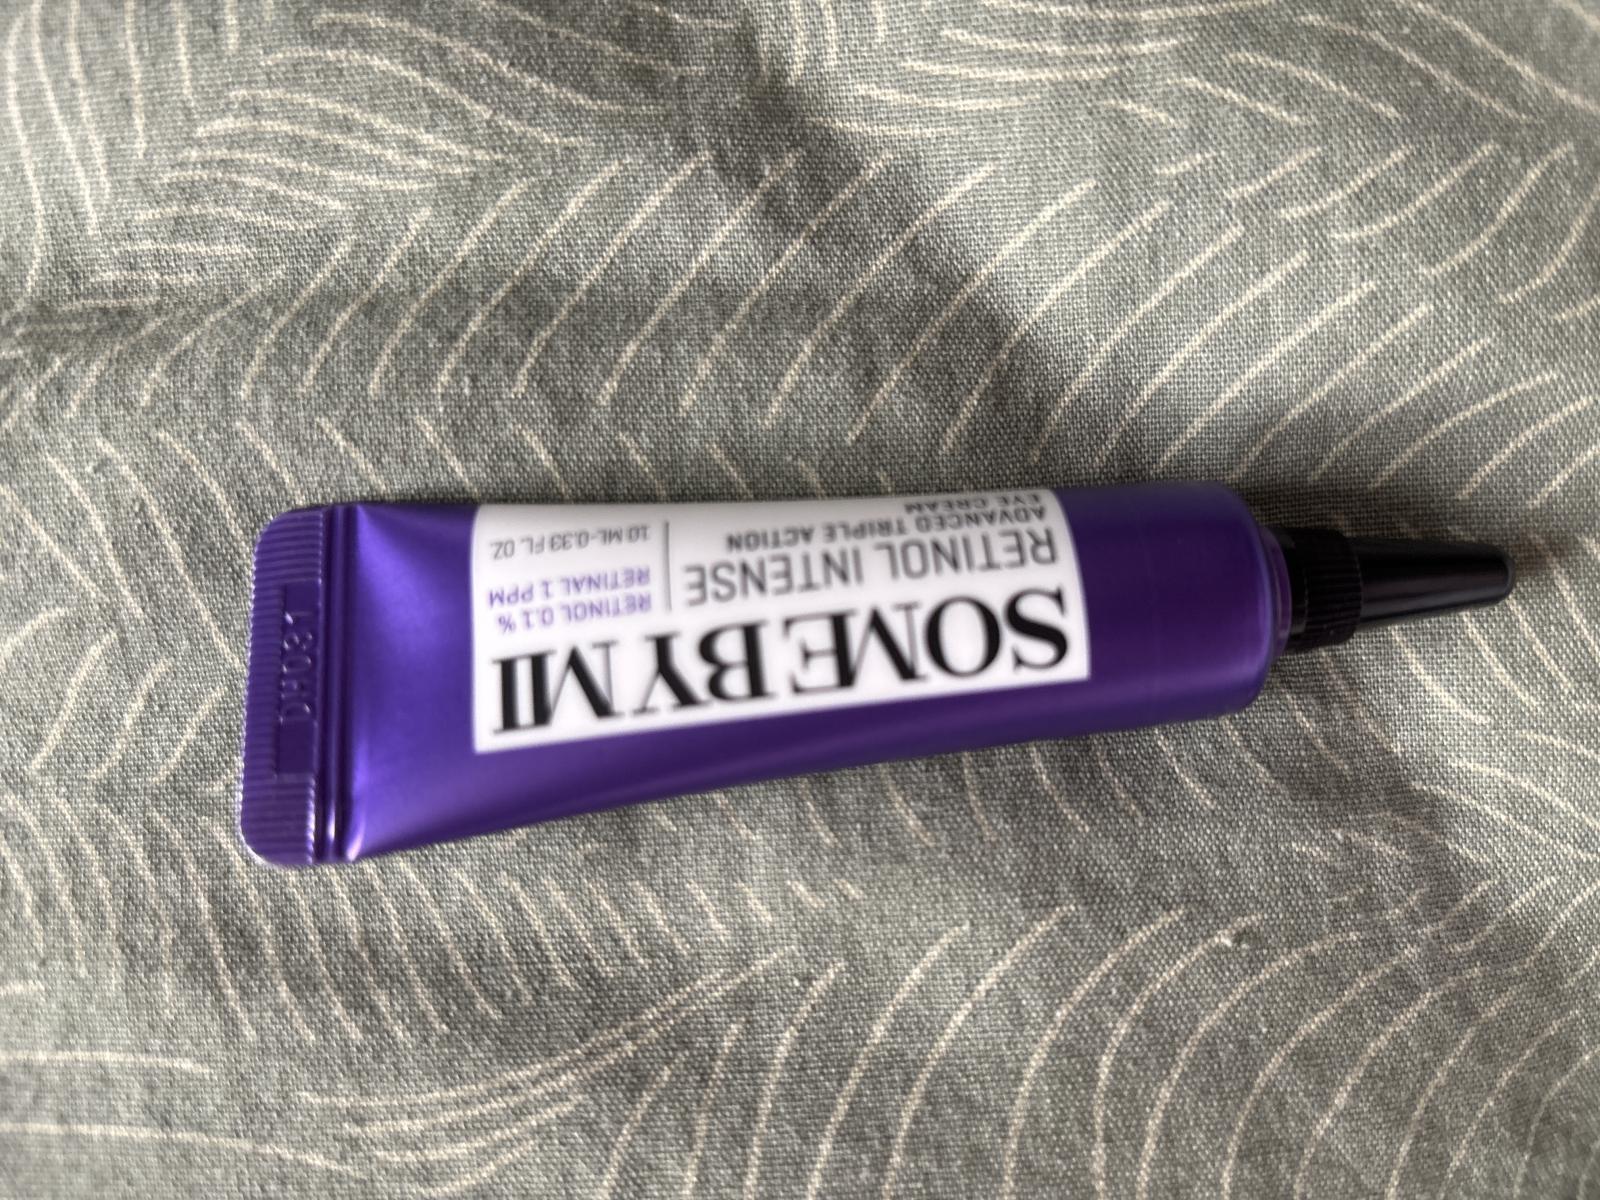 SOME BY MI
RETINOL INTENSE
ADVANCED TRIPLE ACTION
EYE CREAM
RETINOL 0.1%
RETINAL 1 PPM
10 ML·0.33 FL. OZ